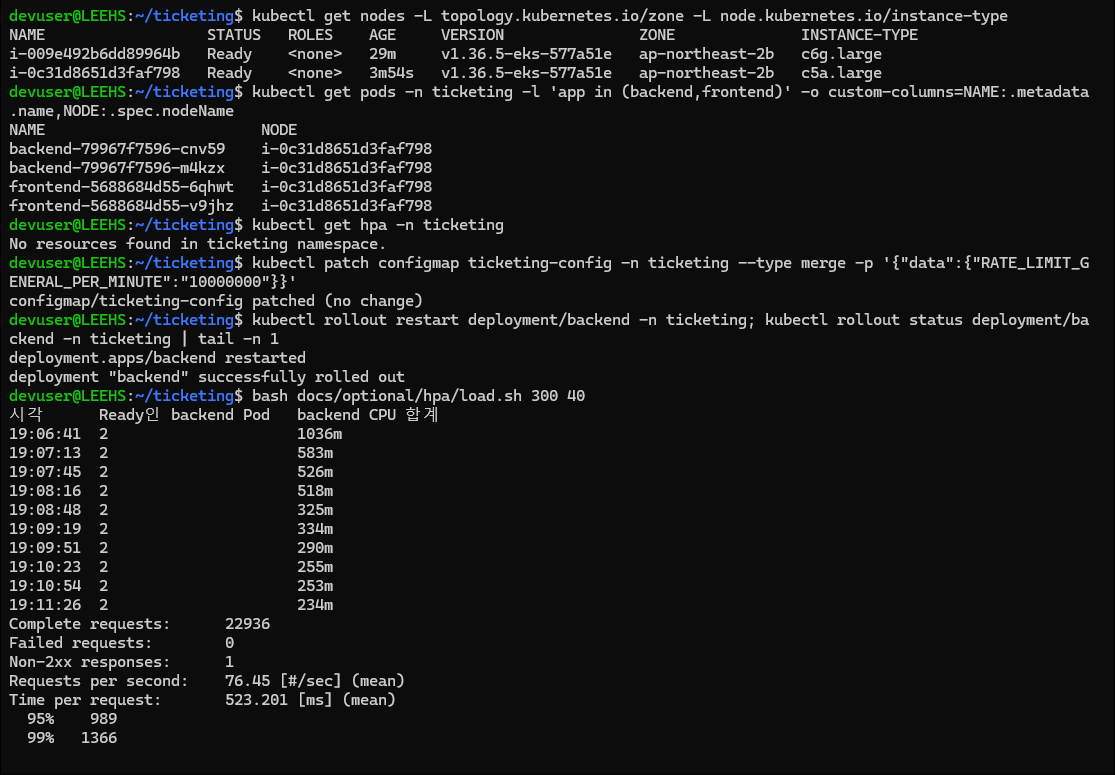 devuser@LEEHS:~/ticketing$ kubectl get nodes -L topology.kubernetes.io/zone -L node.kubernetes.io/instance-type
NAME                  STATUS   ROLES    AGE     VERSION               ZONE              INSTANCE-TYPE
i-009e492b6dd89964b   Ready    <none>   29m     v1.36.5-eks-577a51e   ap-northeast-2b   c6g.large
i-0c31d8651d3faf798   Ready    <none>   3m54s   v1.36.5-eks-577a51e   ap-northeast-2b   c5a.large
devuser@LEEHS:~/ticketing$ kubectl get pods -n ticketing -l 'app in (backend,frontend)' -o custom-columns=NAME:.metadata
.name,NODE:.spec.nodeName
NAME                        NODE
backend-79967f7596-cnv59    i-0c31d8651d3faf798
backend-79967f7596-m4kzx    i-0c31d8651d3faf798
frontend-5688684d55-6qhwt   i-0c31d8651d3faf798
frontend-5688684d55-v9jhz   i-0c31d8651d3faf798
devuser@LEEHS:~/ticketing$ kubectl get hpa -n ticketing
No resources found in ticketing namespace.
devuser@LEEHS:~/ticketing$ kubectl patch configmap ticketing-config -n ticketing --type merge -p '{"data":{"RATE_LIMIT_G
ENERAL_PER_MINUTE":"10000000"}}'
configmap/ticketing-config patched (no change)
devuser@LEEHS:~/ticketing$ kubectl rollout restart deployment/backend -n ticketing; kubectl rollout status deployment/ba
ckend -n ticketing | tail -n 1
deployment.apps/backend restarted
deployment "backend" successfully rolled out
devuser@LEEHS:~/ticketing$ bash docs/optional/hpa/load.sh 300 40
시각      Ready인 backend Pod   backend CPU 합계
19:06:41  2                     1036m
19:07:13  2                     583m
19:07:45  2                     526m
19:08:16  2                     518m
19:08:48  2                     325m
19:09:19  2                     334m
19:09:51  2                     290m
19:10:23  2                     255m
19:10:54  2                     253m
19:11:26  2                     234m
Complete requests:      22936
Failed requests:        0
Non-2xx responses:      1
Requests per second:    76.45 [#/sec] (mean)
Time per request:       523.201 [ms] (mean)
  95%    989
  99%   1366